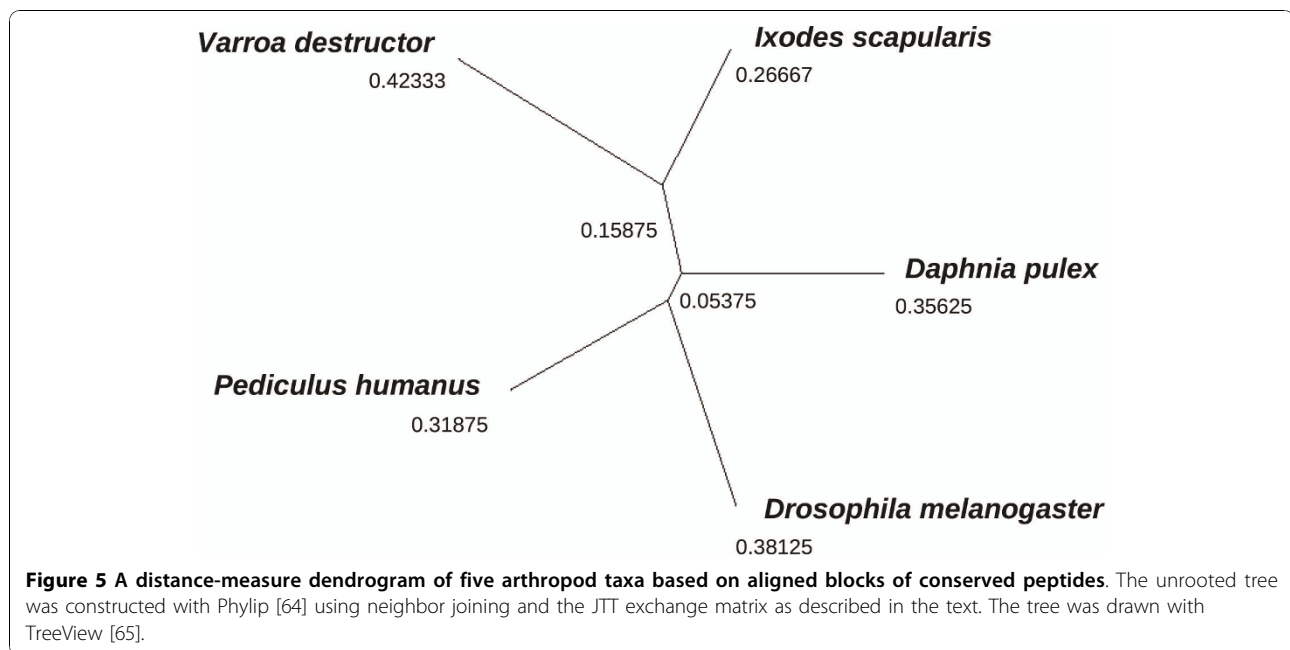 Varroa destructor
0.42333
Ixodes scapularis
0.26667
0.15875
Daphnia pulex
0.35625
0.05375
Pediculus humanus
0.31875
Drosophila melanogaster
0.38125
Figure 5 A distance-measure dendrogram of five arthropod taxa based on aligned blocks of conserved peptides. The unrooted tree
was constructed with Phylip [64] using neighbor joining and the JTT exchange matrix as described in the text. The tree was drawn with
TreeView [65].